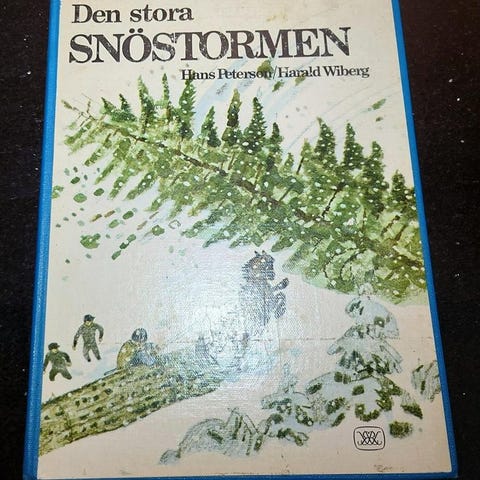 Den stora
SNÖSTORMEN
Hans Peterson/Harald Wiberg